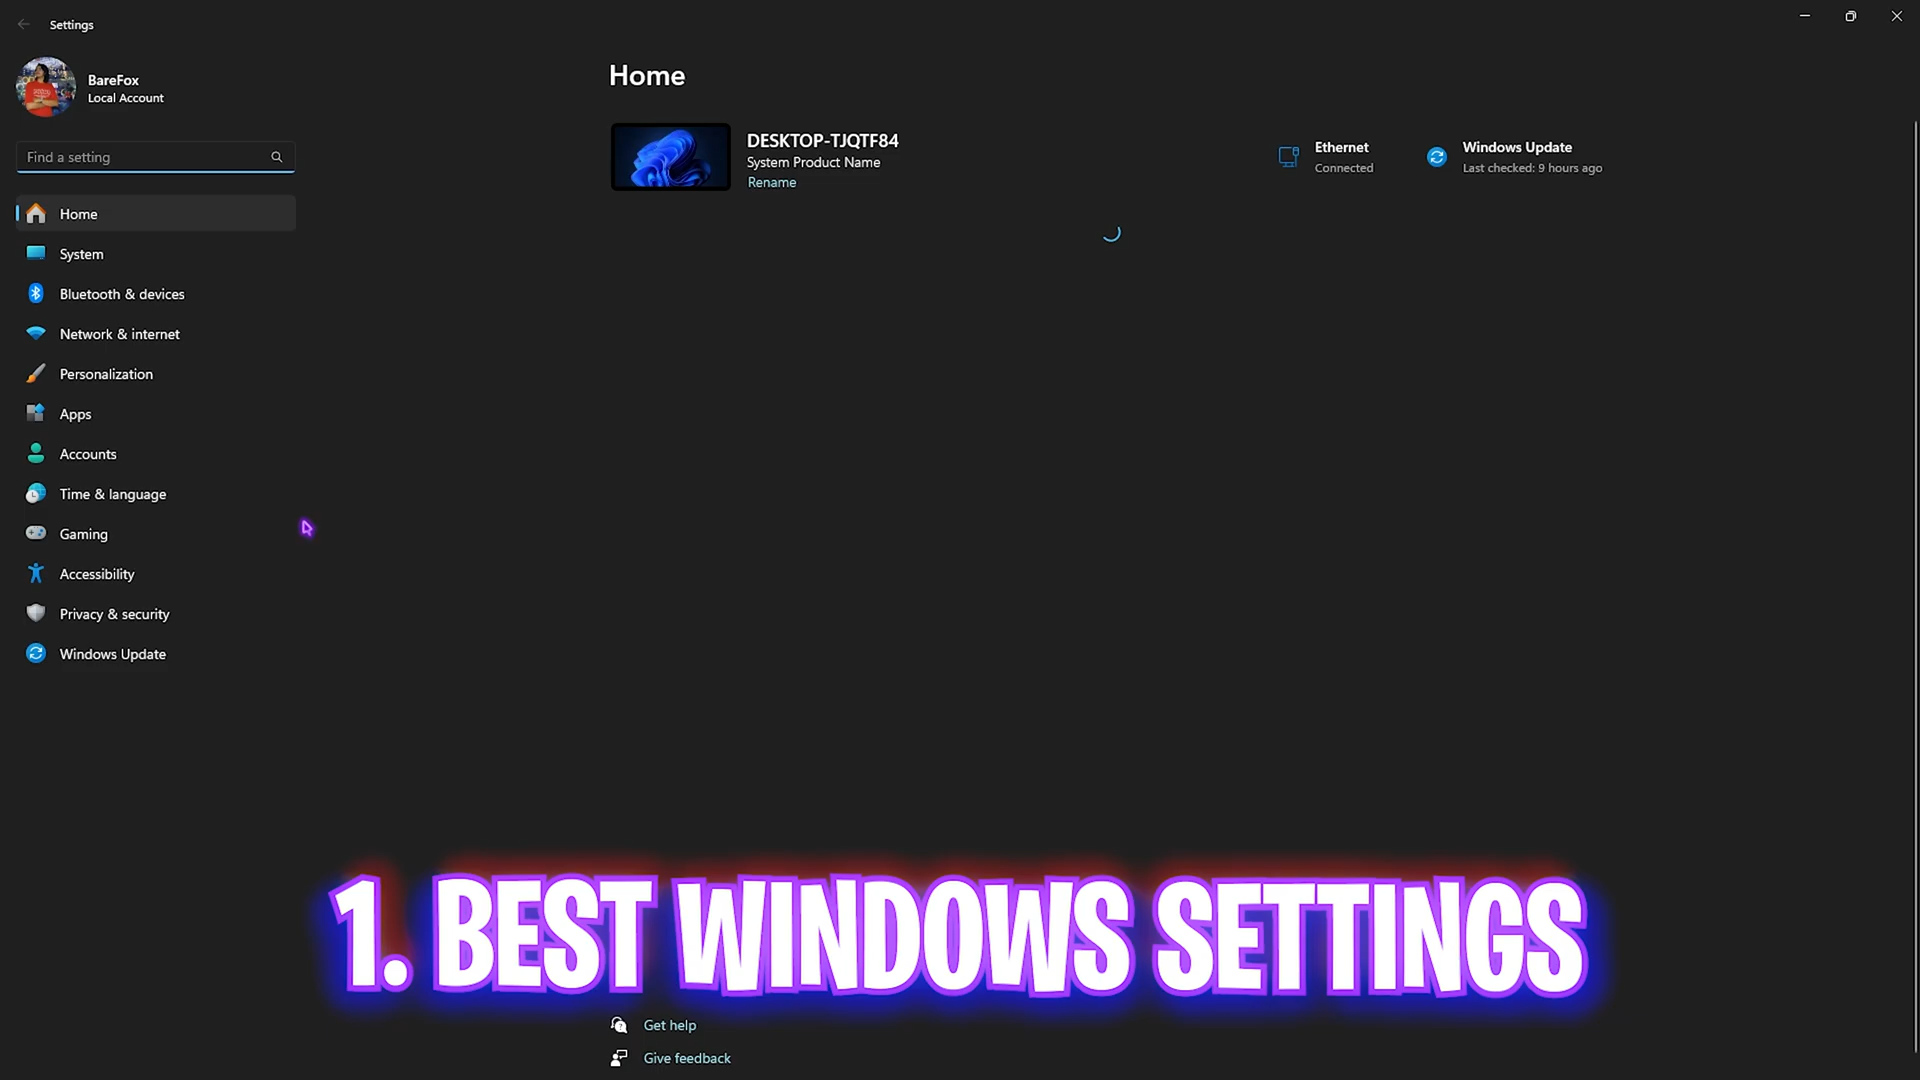 Settings
BareFox
Local Account
Find a setting
Home
System
Bluetooth & devices
Network & internet
Personalization
Apps
Accounts
Time & language
Gaming
Accessibility
Privacy & security
Windows Update
Home
DESKTOP-TJQTF84
System Product Name
Rename
Ethernet
Connected
Windows Update
Last checked: 9 hours ago
1. BEST WINDOWS SETTINGS
Get help
Give feedback